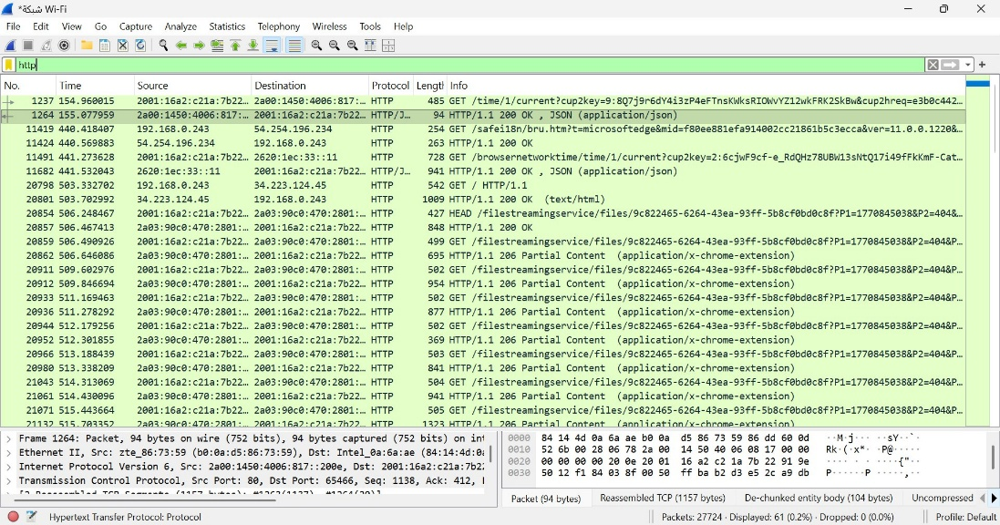 *شبكة Wi-Fi
File Edit View Go Capture Analyze Statistics Telephony Wireless Tools Help
http
No. Time Source Destination Protocol Lengtl Info
1237 154.960015 2001:16a2:c21a:7b22… 2a00:1450:4006:817:… HTTP 485 GET /time/1/current?cup2key=9:8Q7j9r6dY4i3zP4eFTnsKWksRIOWvYZ12wkFRK2SkBw&cup2hreq=e3b0c442…
1264 155.077959 2a00:1450:4006:817:… 2001:16a2:c21a:7b22… HTTP/J… 94 HTTP/1.1 200 OK , JSON (application/json)
11419 440.418407 192.168.0.243 54.254.196.234 HTTP 254 GET /safei18n/bru.htm?t=microsoftedge&mid=f80ee881efa914002cc21861b5c3ecca&ver=11.0.0.1220&…
11424 440.569883 54.254.196.234 192.168.0.243 HTTP 263 HTTP/1.1 200 OK
11491 441.273628 2001:16a2:c21a:7b22… 2620:1ec:33::11 HTTP 728 GET /browsernetworktime/time/1/current?cup2key=2:6cjwF9cf-e_RdQHz78UBW13sNtQ17i49fFkKmF-Cat…
11682 441.532043 2620:1ec:33::11 2001:16a2:c21a:7b22… HTTP/J… 941 HTTP/1.1 200 OK , JSON (application/json)
20798 503.332702 192.168.0.243 34.223.124.45 HTTP 542 GET / HTTP/1.1
20801 503.702992 34.223.124.45 192.168.0.243 HTTP 1009 HTTP/1.1 200 OK (text/html)
20854 506.248467 2001:16a2:c21a:7b22… 2a03:90c0:470:2801:… HTTP 427 HEAD /filestreamingservice/files/9c822465-6264-43ea-93ff-5b8cf0bd0c8f?P1=1770845038&P2=404&…
20857 506.467413 2a03:90c0:470:2801:… 2001:16a2:c21a:7b22… HTTP 848 HTTP/1.1 200 OK
20859 506.490926 2001:16a2:c21a:7b22… 2a03:90c0:470:2801:… HTTP 499 GET /filestreamingservice/files/9c822465-6264-43ea-93ff-5b8cf0bd0c8f?P1=1770845038&P2=404&P…
20862 506.646086 2a03:90c0:470:2801:… 2001:16a2:c21a:7b22… HTTP 695 HTTP/1.1 206 Partial Content (application/x-chrome-extension)
20911 509.602976 2001:16a2:c21a:7b22… 2a03:90c0:470:2801:… HTTP 502 GET /filestreamingservice/files/9c822465-6264-43ea-93ff-5b8cf0bd0c8f?P1=1770845038&P2=404&P…
20912 509.846694 2a03:90c0:470:2801:… 2001:16a2:c21a:7b22… HTTP 954 HTTP/1.1 206 Partial Content (application/x-chrome-extension)
20933 511.169463 2001:16a2:c21a:7b22… 2a03:90c0:470:2801:… HTTP 502 GET /filestreamingservice/files/9c822465-6264-43ea-93ff-5b8cf0bd0c8f?P1=1770845038&P2=404&P…
20936 511.278292 2a03:90c0:470:2801:… 2001:16a2:c21a:7b22… HTTP 877 HTTP/1.1 206 Partial Content (application/x-chrome-extension)
20944 512.179256 2001:16a2:c21a:7b22… 2a03:90c0:470:2801:… HTTP 502 GET /filestreamingservice/files/9c822465-6264-43ea-93ff-5b8cf0bd0c8f?P1=1770845038&P2=404&P…
20952 512.301855 2a03:90c0:470:2801:… 2001:16a2:c21a:7b22… HTTP 369 HTTP/1.1 206 Partial Content (application/x-chrome-extension)
20966 513.188439 2001:16a2:c21a:7b22… 2a03:90c0:470:2801:… HTTP 503 GET /filestreamingservice/files/9c822465-6264-43ea-93ff-5b8cf0bd0c8f?P1=1770845038&P2=404&P…
20980 513.338209 2a03:90c0:470:2801:… 2001:16a2:c21a:7b22… HTTP 841 HTTP/1.1 206 Partial Content (application/x-chrome-extension)
21043 514.313069 2001:16a2:c21a:7b22… 2a03:90c0:470:2801:… HTTP 504 GET /filestreamingservice/files/9c822465-6264-43ea-93ff-5b8cf0bd0c8f?P1=1770845038&P2=404&P…
21061 514.430096 2a03:90c0:470:2801:… 2001:16a2:c21a:7b22… HTTP 941 HTTP/1.1 206 Partial Content (application/x-chrome-extension)
21071 515.443664 2001:16a2:c21a:7b22… 2a03:90c0:470:2801:… HTTP 505 GET /filestreamingservice/files/9c822465-6264-43ea-93ff-5b8cf0bd0c8f?P1=1770845038&P2=404&P…
21132 515.703352 2a03:90c0:470:2801:… 2001:16a2:c21a:7b22… HTTP 1323 HTTP/1.1 206 Partial Content (application/x-chrome-extension)
Frame 1264: Packet, 94 bytes on wire (752 bits), 94 bytes captured (752 bits) on int
Ethernet II, Src: zte_86:73:59 (b0:0a:d5:86:73:59), Dst: Intel_0a:6a:ae (84:14:4d:0a
Internet Protocol Version 6, Src: 2a00:1450:4006:817::200e, Dst: 2001:16a2:c21a:7b22
Transmission Control Protocol, Src Port: 80, Dst Port: 65466, Seq: 1138, Ack: 412,
[2 Reassembled TCP Segments (1157 bytes): #1263(1137), #1264(20)]
0000 84 14 4d 0a 6a ae b0 0a d5 86 73 59 86 dd 60 0d ··M·j··· ··sY··`·
0010 52 6b 00 28 06 78 2a 00 14 50 40 06 08 17 00 00 Rk·(·x*· ·P@·····
0020 00 00 00 00 20 0e 20 01 16 a2 c2 1a 7b 22 91 9e ···· · · ····{"··
0030 50 12 f1 84 03 8f 00 50 ff ba b2 d3 e5 2c a9 db P······P ·····,··
Packet (94 bytes) Reassembled TCP (1157 bytes) De-chunked entity body (104 bytes) Uncompressed
Hypertext Transfer Protocol: Protocol Packets: 27724 · Displayed: 61 (0.2%) · Dropped: 0 (0.0%) Profile: Default